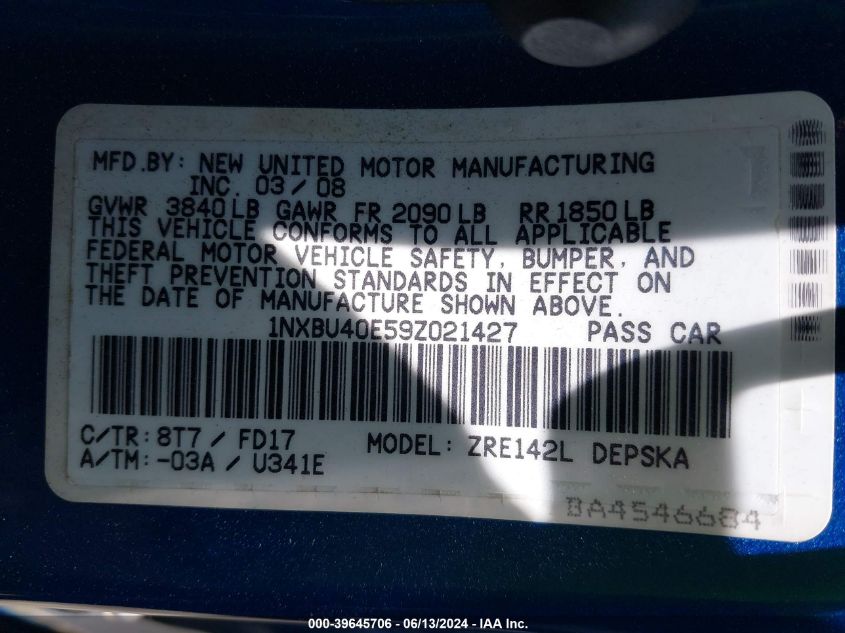 MFD.BY: NEW UNITED MOTOR MANUFACTURING
INC. 03/08
GVWR 3840 LB GAWR FR 2090 LB RR 1850 LB
THIS VEHICLE CONFORMS TO ALL APPLICABLE
FEDERAL MOTOR VEHICLE SAFETY, BUMPER, AND
THEFT PREVENTION STANDARDS IN EFFECT ON
THE DATE OF MANUFACTURE SHOWN ABOVE.
1NXBU40E59Z021427 PASS CAR
C/TR: 8T7 / FD17 MODEL: ZRE142L DEPSKA
A/TM: -03A / U341E
BA4546684
000-39645706 - 06/13/2024 - IAA Inc.